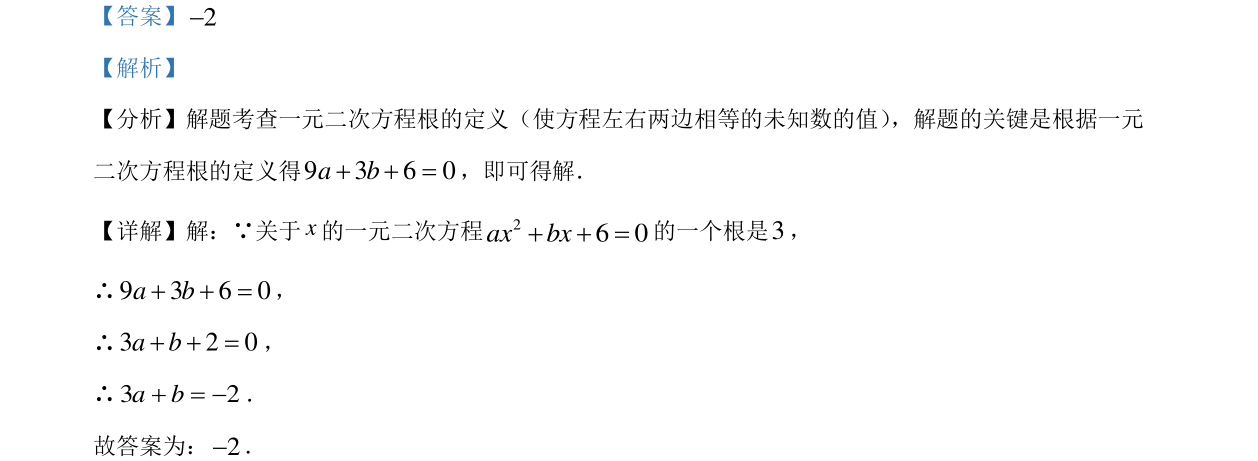 【答案】−2
【解析】
【分析】解题考查一元二次方程根的定义（使方程左右两边相等的未知数的值），解题的关键是根据一元
二次方程根的定义得9a+3b+6=0，即可得解．
【详解】解：∵关于x的一元二次方程ax²+bx+6=0的一个根是3，
∴9a+3b+6=0，
∴3a+b+2=0，
∴3a+b=−2．
故答案为：−2．